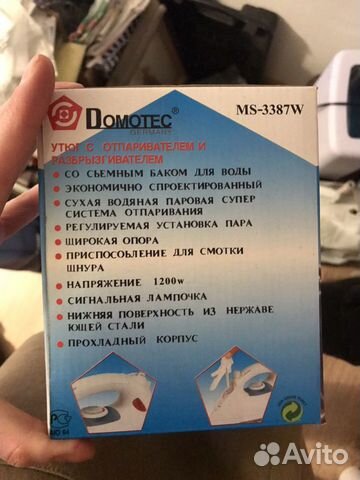 DOMOTEC®
GERMANY
MS-3387W
УТЮГ С ОТПАРИВАТЕЛЕМ И
РАЗБРЫЗГИВАТЕЛЕМ
СО СЬЕМНЫМ БАКОМ ДЛЯ ВОДЫ
ЭКОНОМИЧНО СПРОЕКТИРОВАННЫЙ
СУХАЯ ВОДЯНАЯ ПАРОВАЯ СУПЕР
СИСТЕМА ОТПАРИВАНИЯ
РЕГУЛИРУЕМАЯ УСТАНОВКА ПАРА
ШИРОКАЯ ОПОРА
ПРИСПОСОБЛЕНИЕ ДЛЯ СМОТКИ
ШНУРА
НАПРЯЖЕНИЕ 1200w
СИГНАЛЬНАЯ ЛАМПОЧКА
НИЖНЯЯ ПОВЕРХНОСТЬ ИЗ НЕРЖАВЕ
ЮЩЕЙ СТАЛИ
ПРОХЛАДНЫЙ КОРПУС
Avito